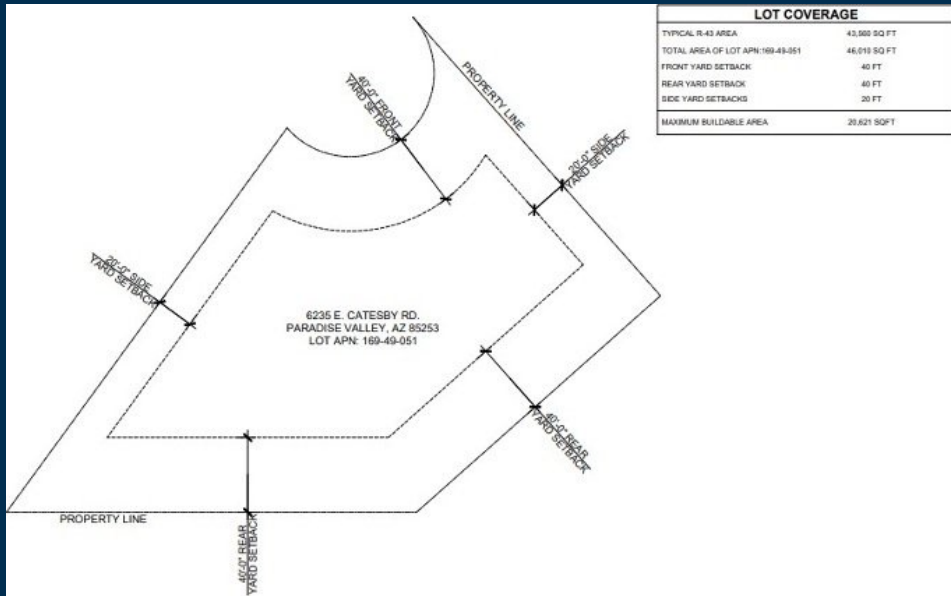 LOT COVERAGE
TYPICAL R-43 AREA 43,560 SQ FT
TOTAL AREA OF LOT APN:169-49-051 46,010 SQ FT
FRONT YARD SETBACK 40 FT
REAR YARD SETBACK 40 FT
SIDE YARD SETBACKS 20 FT
MAXIMUM BUILDABLE AREA 20,621 SQFT
PROPERTY LINE
40'-0" FRONT
YARD SETBACK
20'-0" SIDE
YARD SETBACK
20'-0" SIDE
YARD SETBACK
6235 E. CATESBY RD.
PARADISE VALLEY, AZ 85253
LOT APN: 169-49-051
40'-0" REAR
YARD SETBACK
PROPERTY LINE
40'-0" REAR
YARD SETBACK